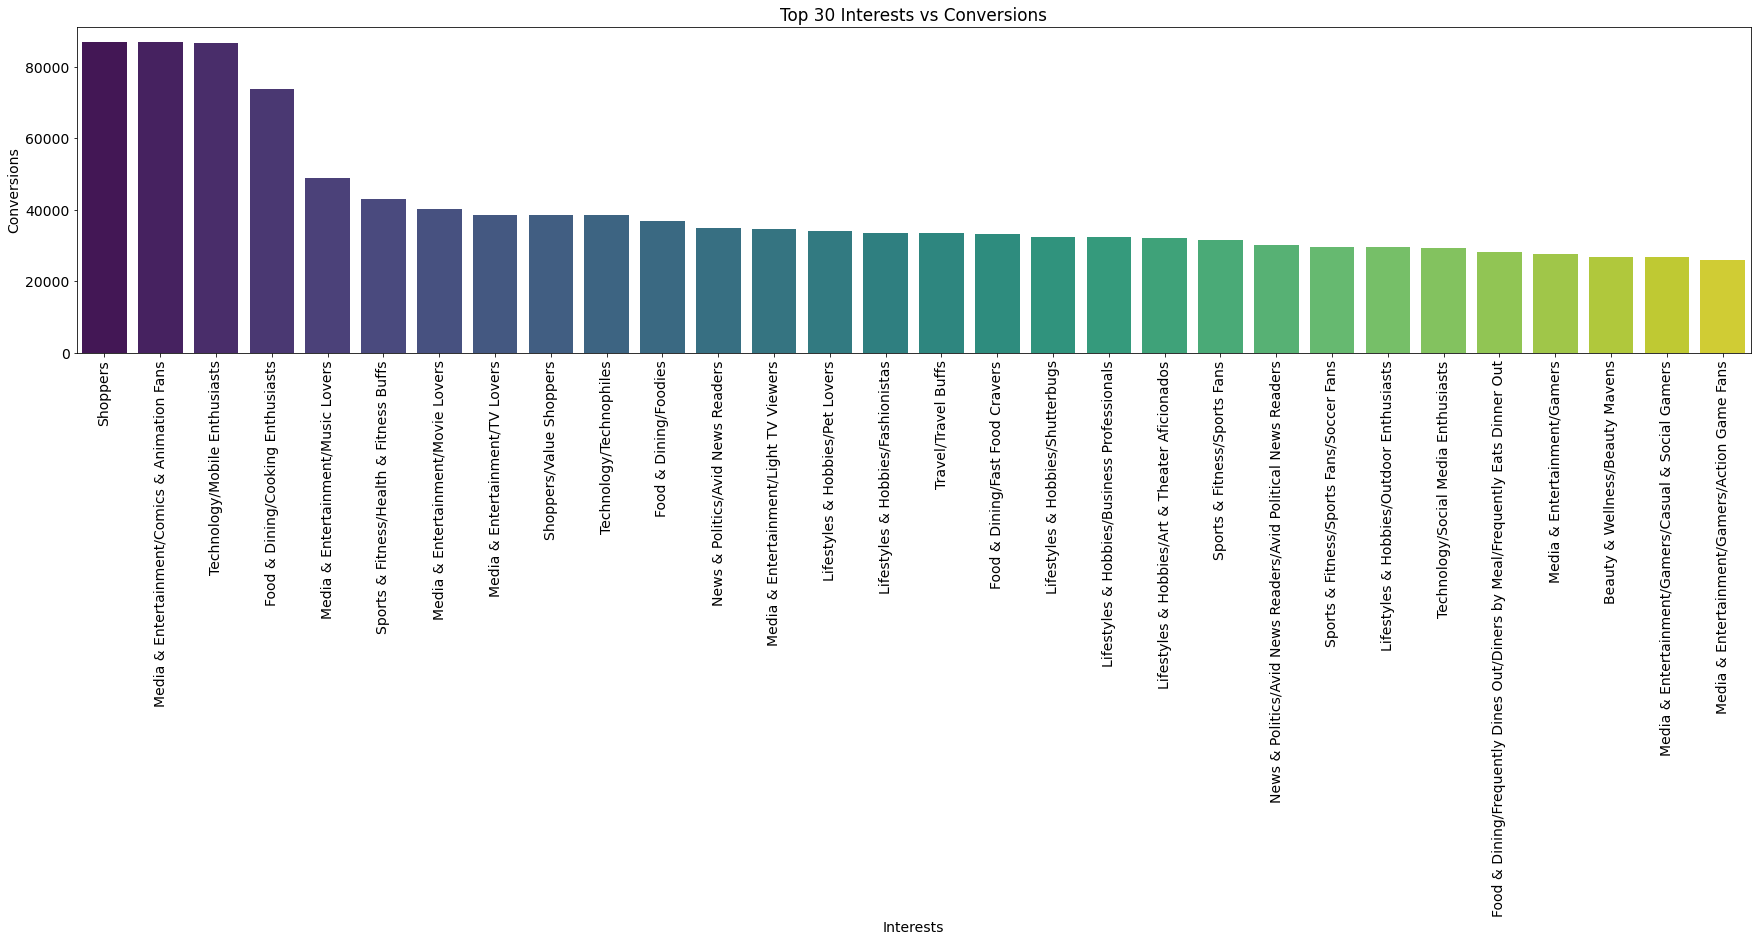 Top 30 Interests vs Conversions
Conversions
80000
60000
40000
20000
0
Shoppers
Media & Entertainment/Comics & Animation Fans
Technology/Mobile Enthusiasts
Food & Dining/Cooking Enthusiasts
Media & Entertainment/Music Lovers
Sports & Fitness/Health & Fitness Buffs
Media & Entertainment/Movie Lovers
Media & Entertainment/TV Lovers
Shoppers/Value Shoppers
Technology/Technophiles
Food & Dining/Foodies
News & Politics/Avid News Readers
Media & Entertainment/Light TV Viewers
Lifestyles & Hobbies/Pet Lovers
Lifestyles & Hobbies/Fashionistas
Travel/Travel Buffs
Food & Dining/Fast Food Cravers
Lifestyles & Hobbies/Shutterbugs
Lifestyles & Hobbies/Business Professionals
Lifestyles & Hobbies/Art & Theater Aficionados
Sports & Fitness/Sports Fans
News & Politics/Avid News Readers/Avid Political News Readers
Sports & Fitness/Sports Fans/Soccer Fans
Lifestyles & Hobbies/Outdoor Enthusiasts
Technology/Social Media Enthusiasts
Food & Dining/Frequently Dines Out/Diners by Meal/Frequently Eats Dinner Out
Media & Entertainment/Gamers
Beauty & Wellness/Beauty Mavens
Media & Entertainment/Gamers/Casual & Social Gamers
Media & Entertainment/Gamers/Action Game Fans
Interests